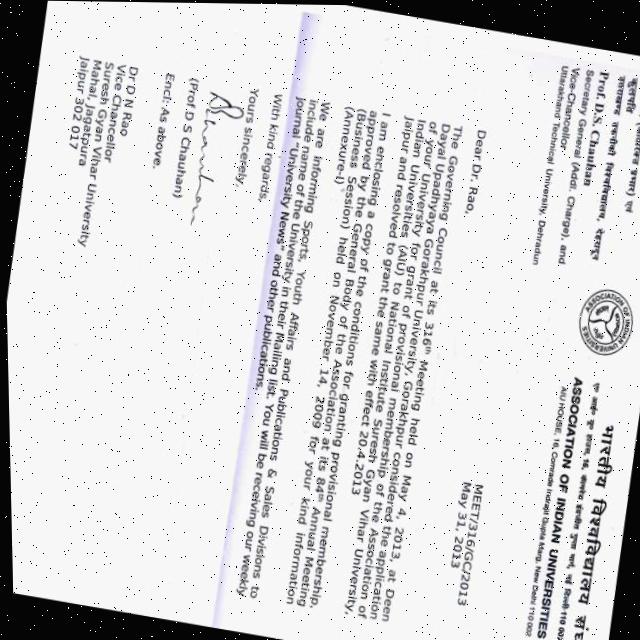 भारतीय विश्वविद्यालय
ASSOCIATION OF INDIAN UNIVERSITIES
AIU HOUSE, 16, Comrade Indrajit Gupta Marg, New Delhi 110 002
ASSOCIATION OF INDIAN UNIVERSITIES
Prof. D.S. Chauhan
Secretary General (Addl. Charge), and
Vice-Chancellor
Uttarakhand Technical University, Dehradun
MEET/316/GC/2013
May 31, 2013
Dear Dr. Rao,
The Governing Council at its 316th Meeting held on May 4, 2013, at Deen
Dayal Upadhyaya Gorakhpur University, Gorakhpur considered the application
of your University for grant of provisional membership of the Association of
Indian Universities (AIU) to National Institute Suresh Gyan Vihar University,
Jaipur and resolved to grant the same with effect 20.4.2013
I am enclosing a copy of the conditions for granting provisional membership,
approved by the General Body of the Association at its 84th Annual Meeting
(Business Session) held on November 14, 2009 for your kind information
(Annexure-I)
We are informing Sports, Youth Affairs and Publications & Sales Divisions to
include name of the University in their Mailing list. You will be receiving our weekly
journal "University News" and other publications.
With kind regards,
Yours sincerely,
(Prof.D S Chauhan)
Encl: As above.
Dr D N Rao
Vice Chancellor
Suresh Gyan Vihar University
Mahal, Jagatpura
Jaipur 302 017